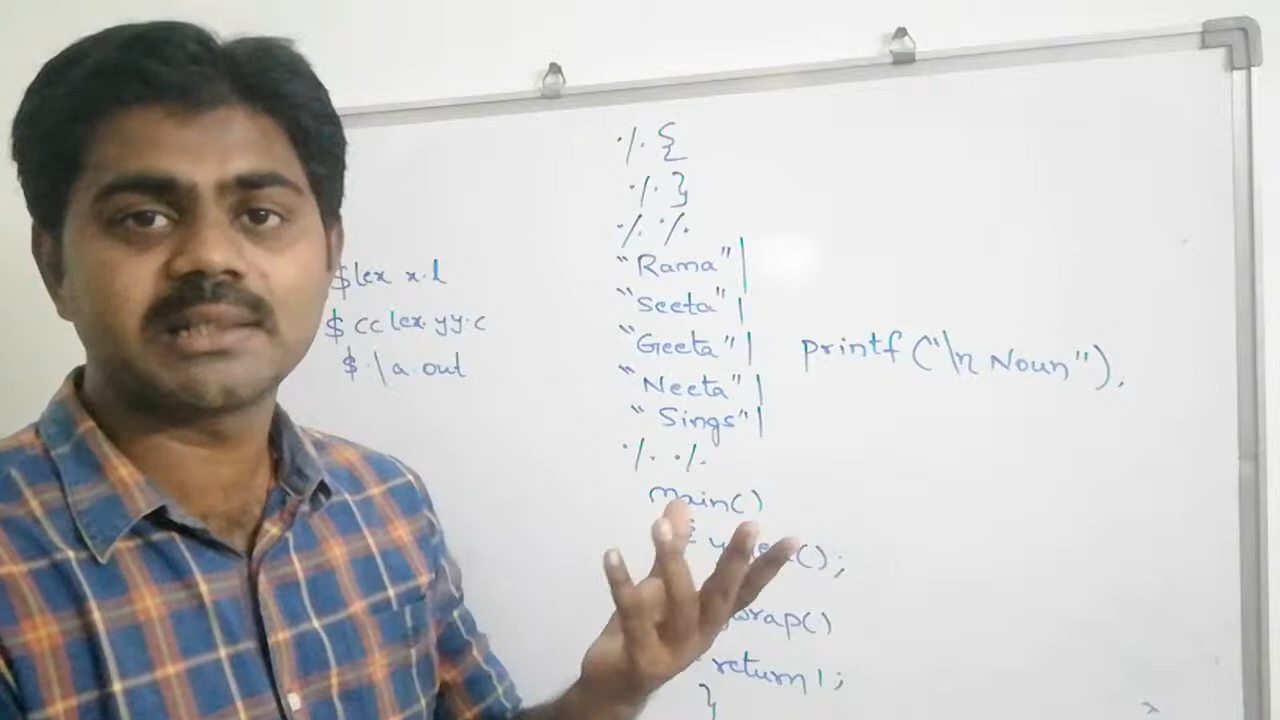 %{
%}
%%
"Rama"|
"Seeta"|
"Geeta"| printf("\n Noun"),
"Neeta"|
"Sings"|
%%
main()
{
();
wrap()
return 1;
}
$lex x.l
$ cc lex.yy.c
$ .\a.out